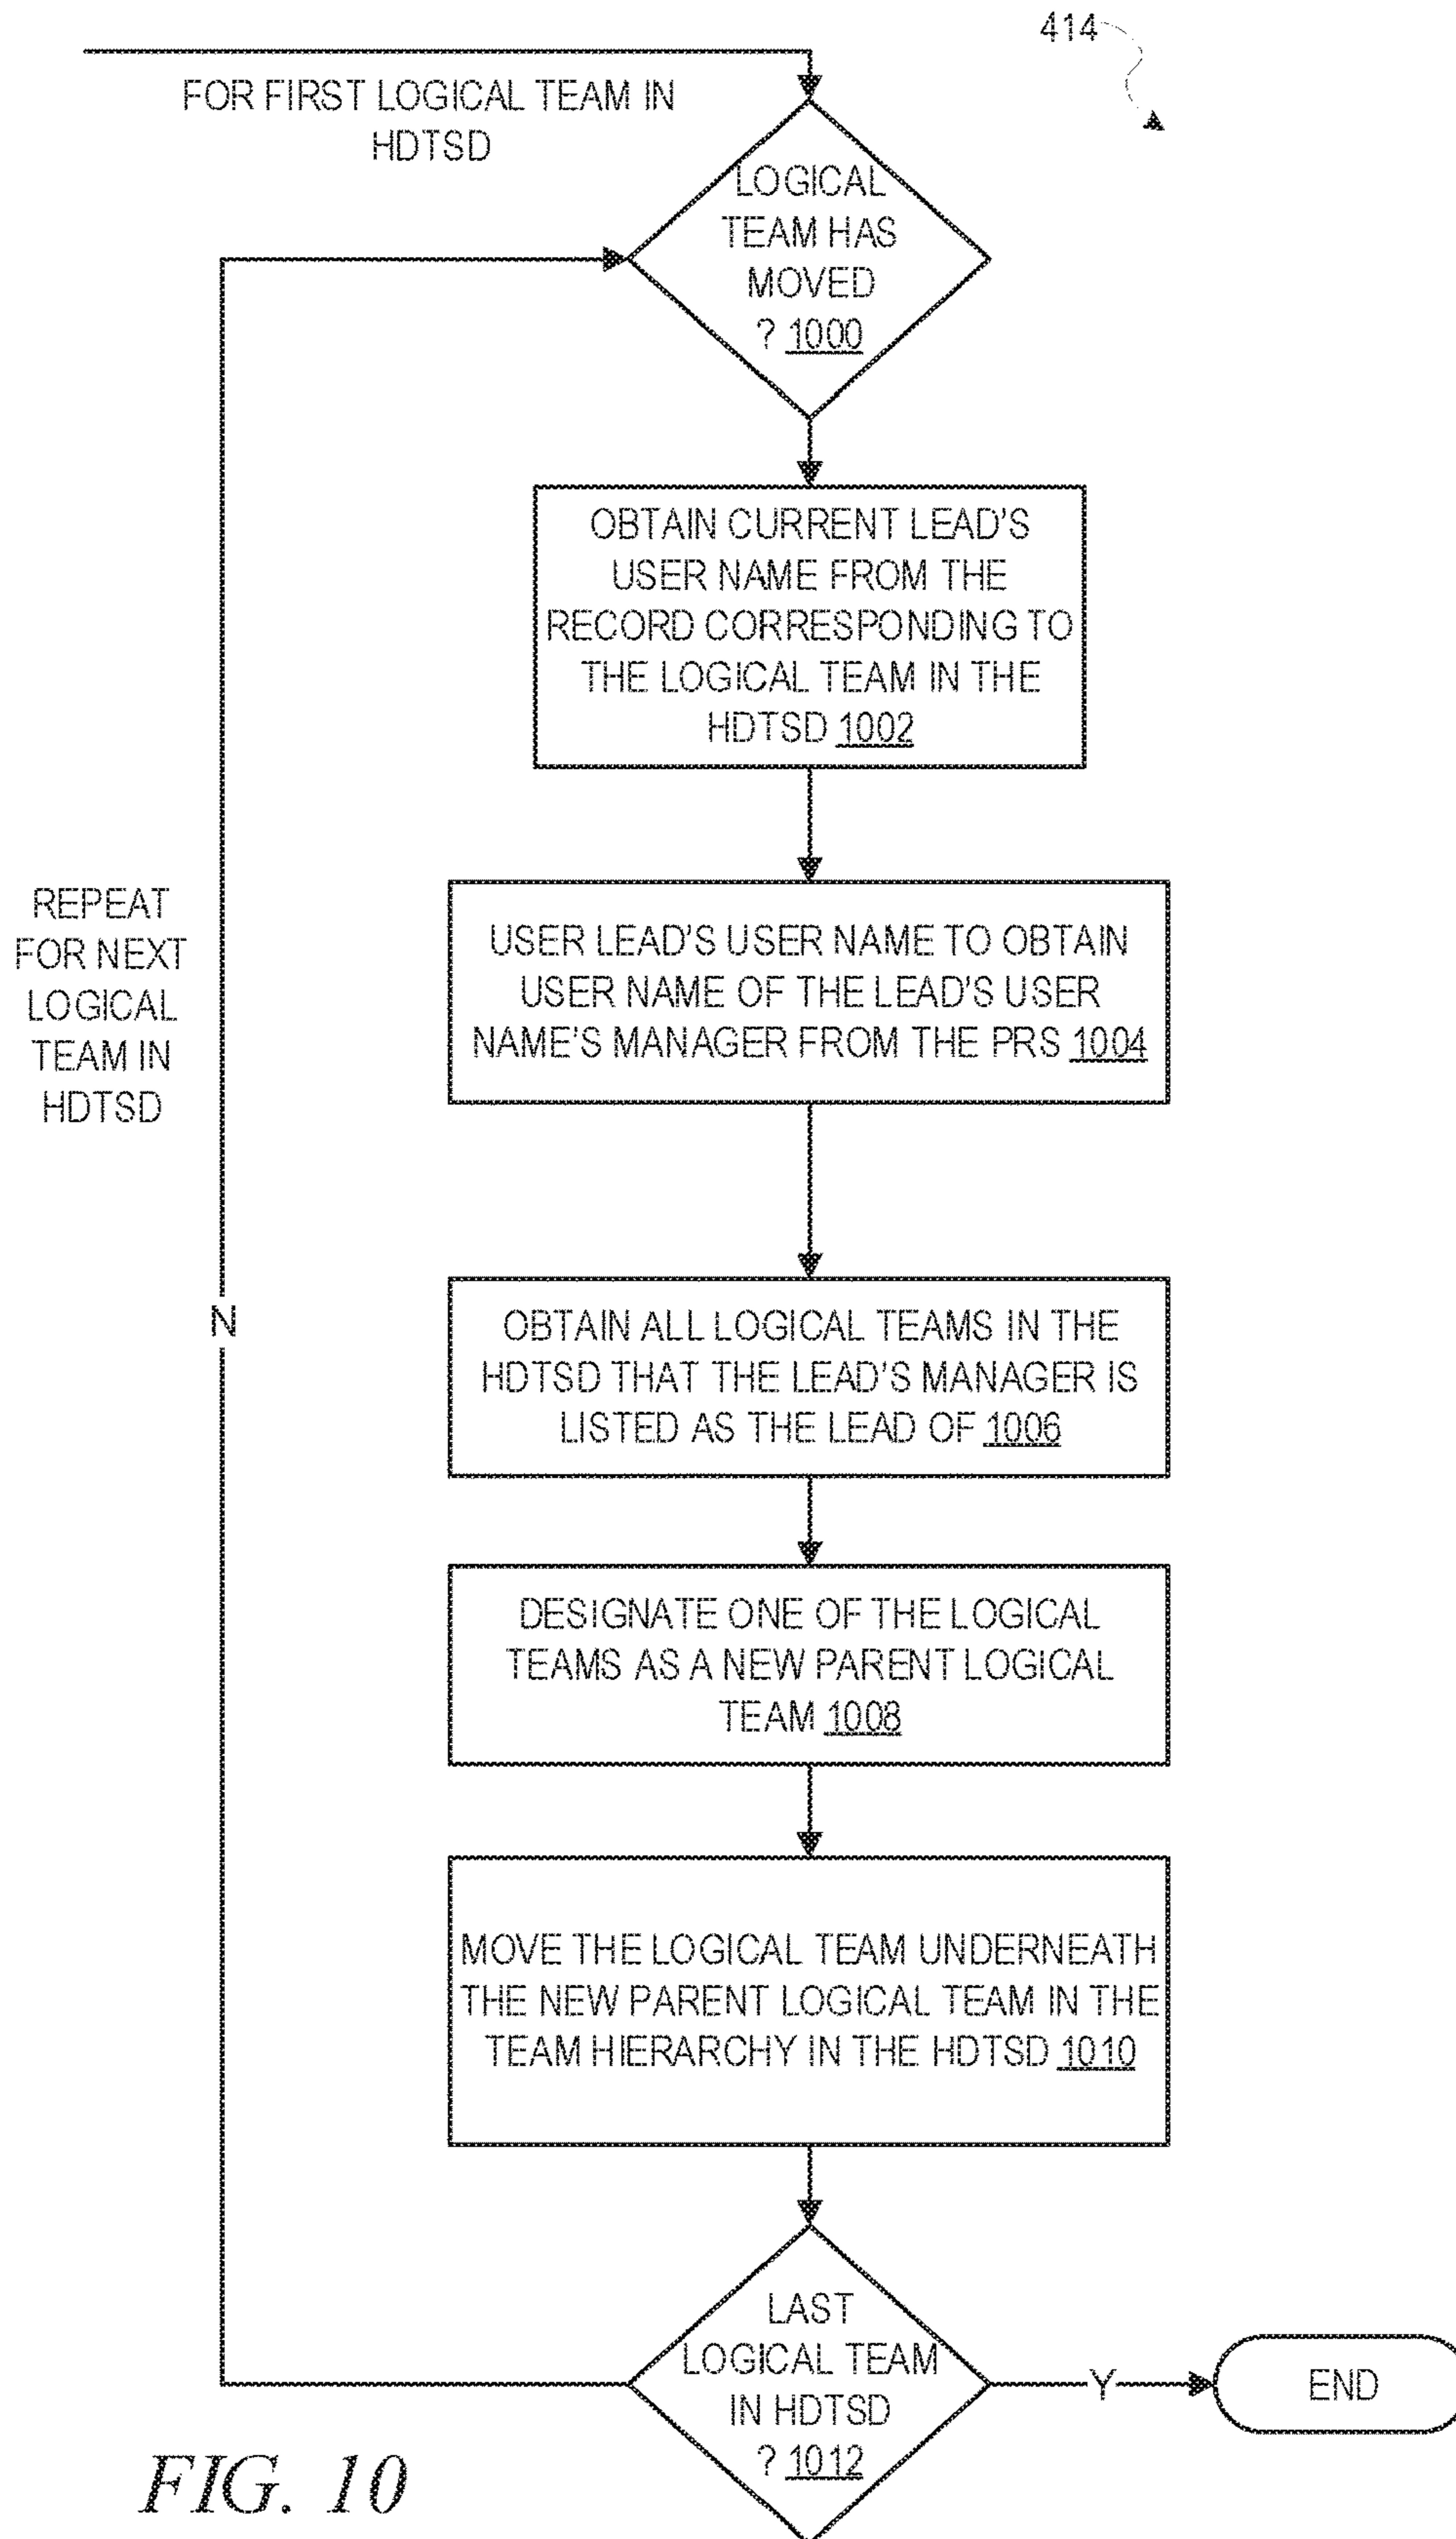 414
FOR FIRST LOGICAL TEAM IN
HDTSD
LOGICAL
TEAM HAS
MOVED
? 1000
OBTAIN CURRENT LEAD'S
USER NAME FROM THE
RECORD CORRESPONDING TO
THE LOGICAL TEAM IN THE
HDTSD 1002
REPEAT
FOR NEXT
LOGICAL
TEAM IN
HDTSD
USER LEAD'S USER NAME TO OBTAIN
USER NAME OF THE LEAD'S USER
NAME'S MANAGER FROM THE PRS 1004
N
OBTAIN ALL LOGICAL TEAMS IN THE
HDTSD THAT THE LEAD'S MANAGER IS
LISTED AS THE LEAD OF 1006
DESIGNATE ONE OF THE LOGICAL
TEAMS AS A NEW PARENT LOGICAL
TEAM 1008
MOVE THE LOGICAL TEAM UNDERNEATH
THE NEW PARENT LOGICAL TEAM IN THE
TEAM HIERARCHY IN THE HDTSD 1010
LAST
LOGICAL TEAM
IN HDTSD
? 1012
Y
END
FIG. 10